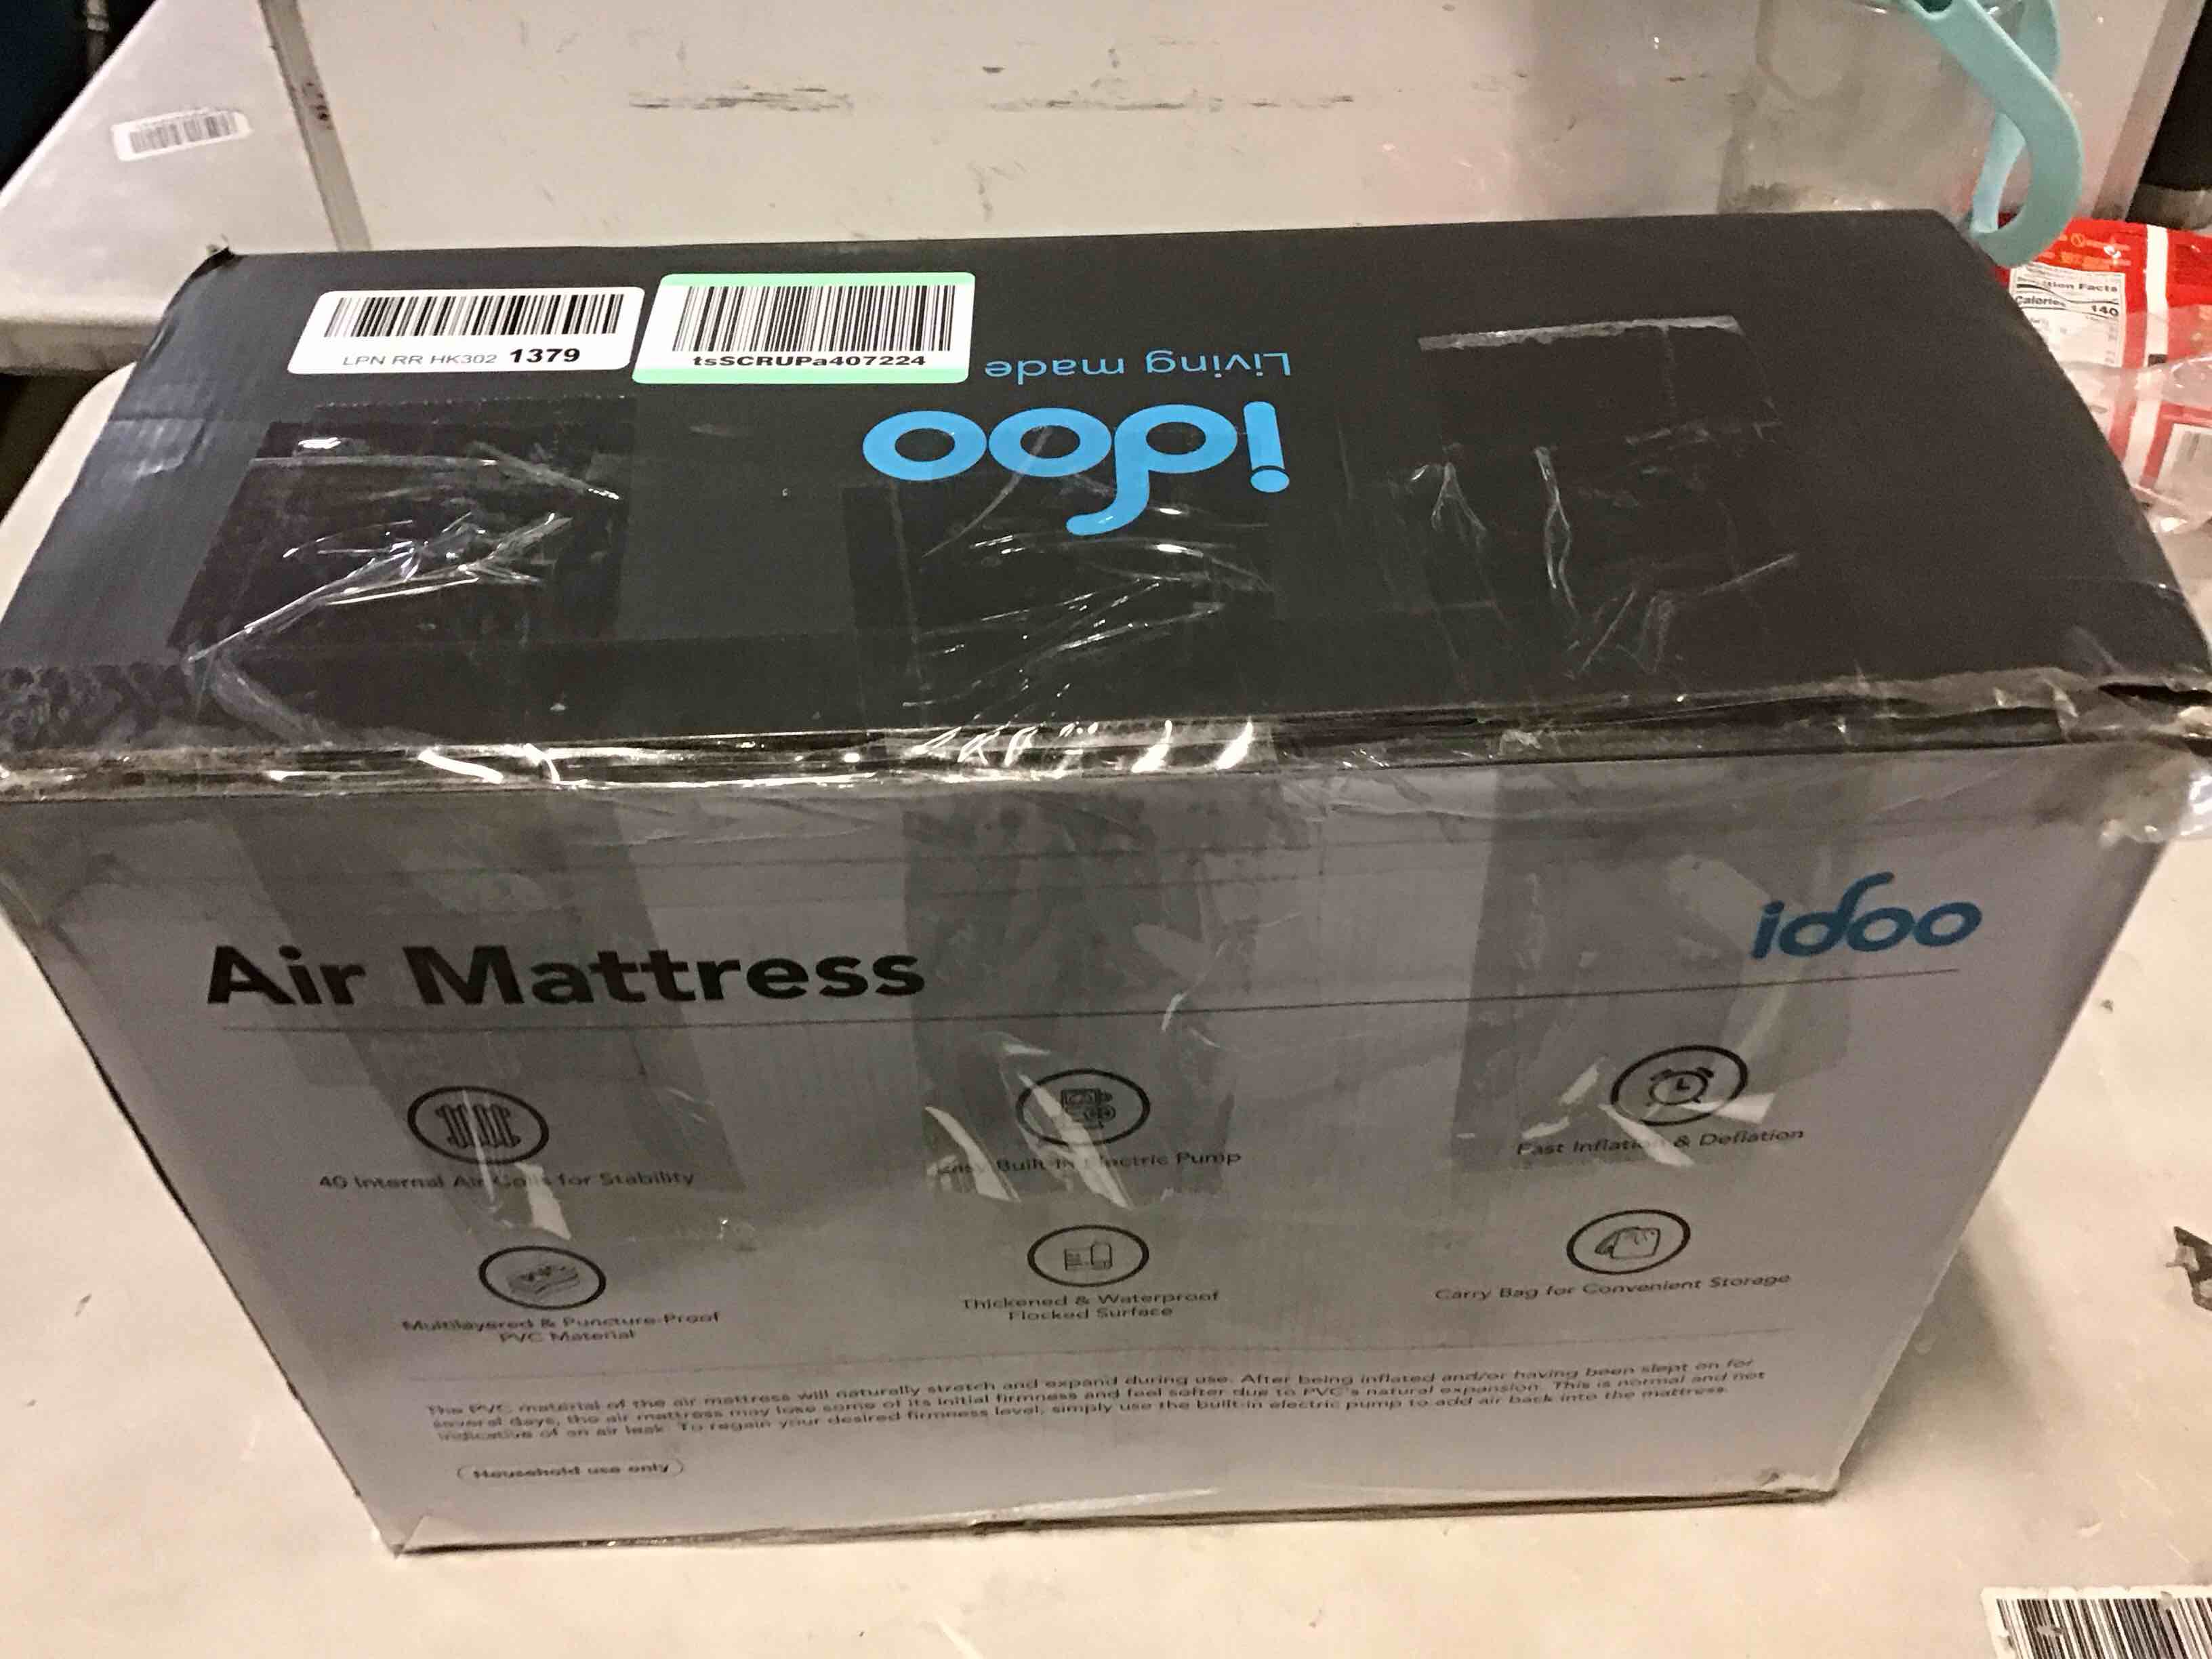 LPN RR HK302 1379
tsSCRUPa407224
Living made
idoo
Air Mattress
idoo
40 Internal Air Coils for Stability
Easy Built-In Electric Pump
Fast Inflation & Deflation
Multilayered & Puncture-Proof
PVC Material
Thickened & Waterproof
Flocked Surface
Carry Bag for Convenient Storage
The PVC material of the air mattress will naturally stretch and expand during use. After being inflated and/or having been slept on for
several days, the air mattress may lose some of its initial firmness and feel softer due to PVC's natural expansion. This is normal and not
indicative of an air leak. To regain your desired firmness level, simply use the built-in electric pump to add air back into the mattress.
Household use only
Facts
Calories
140